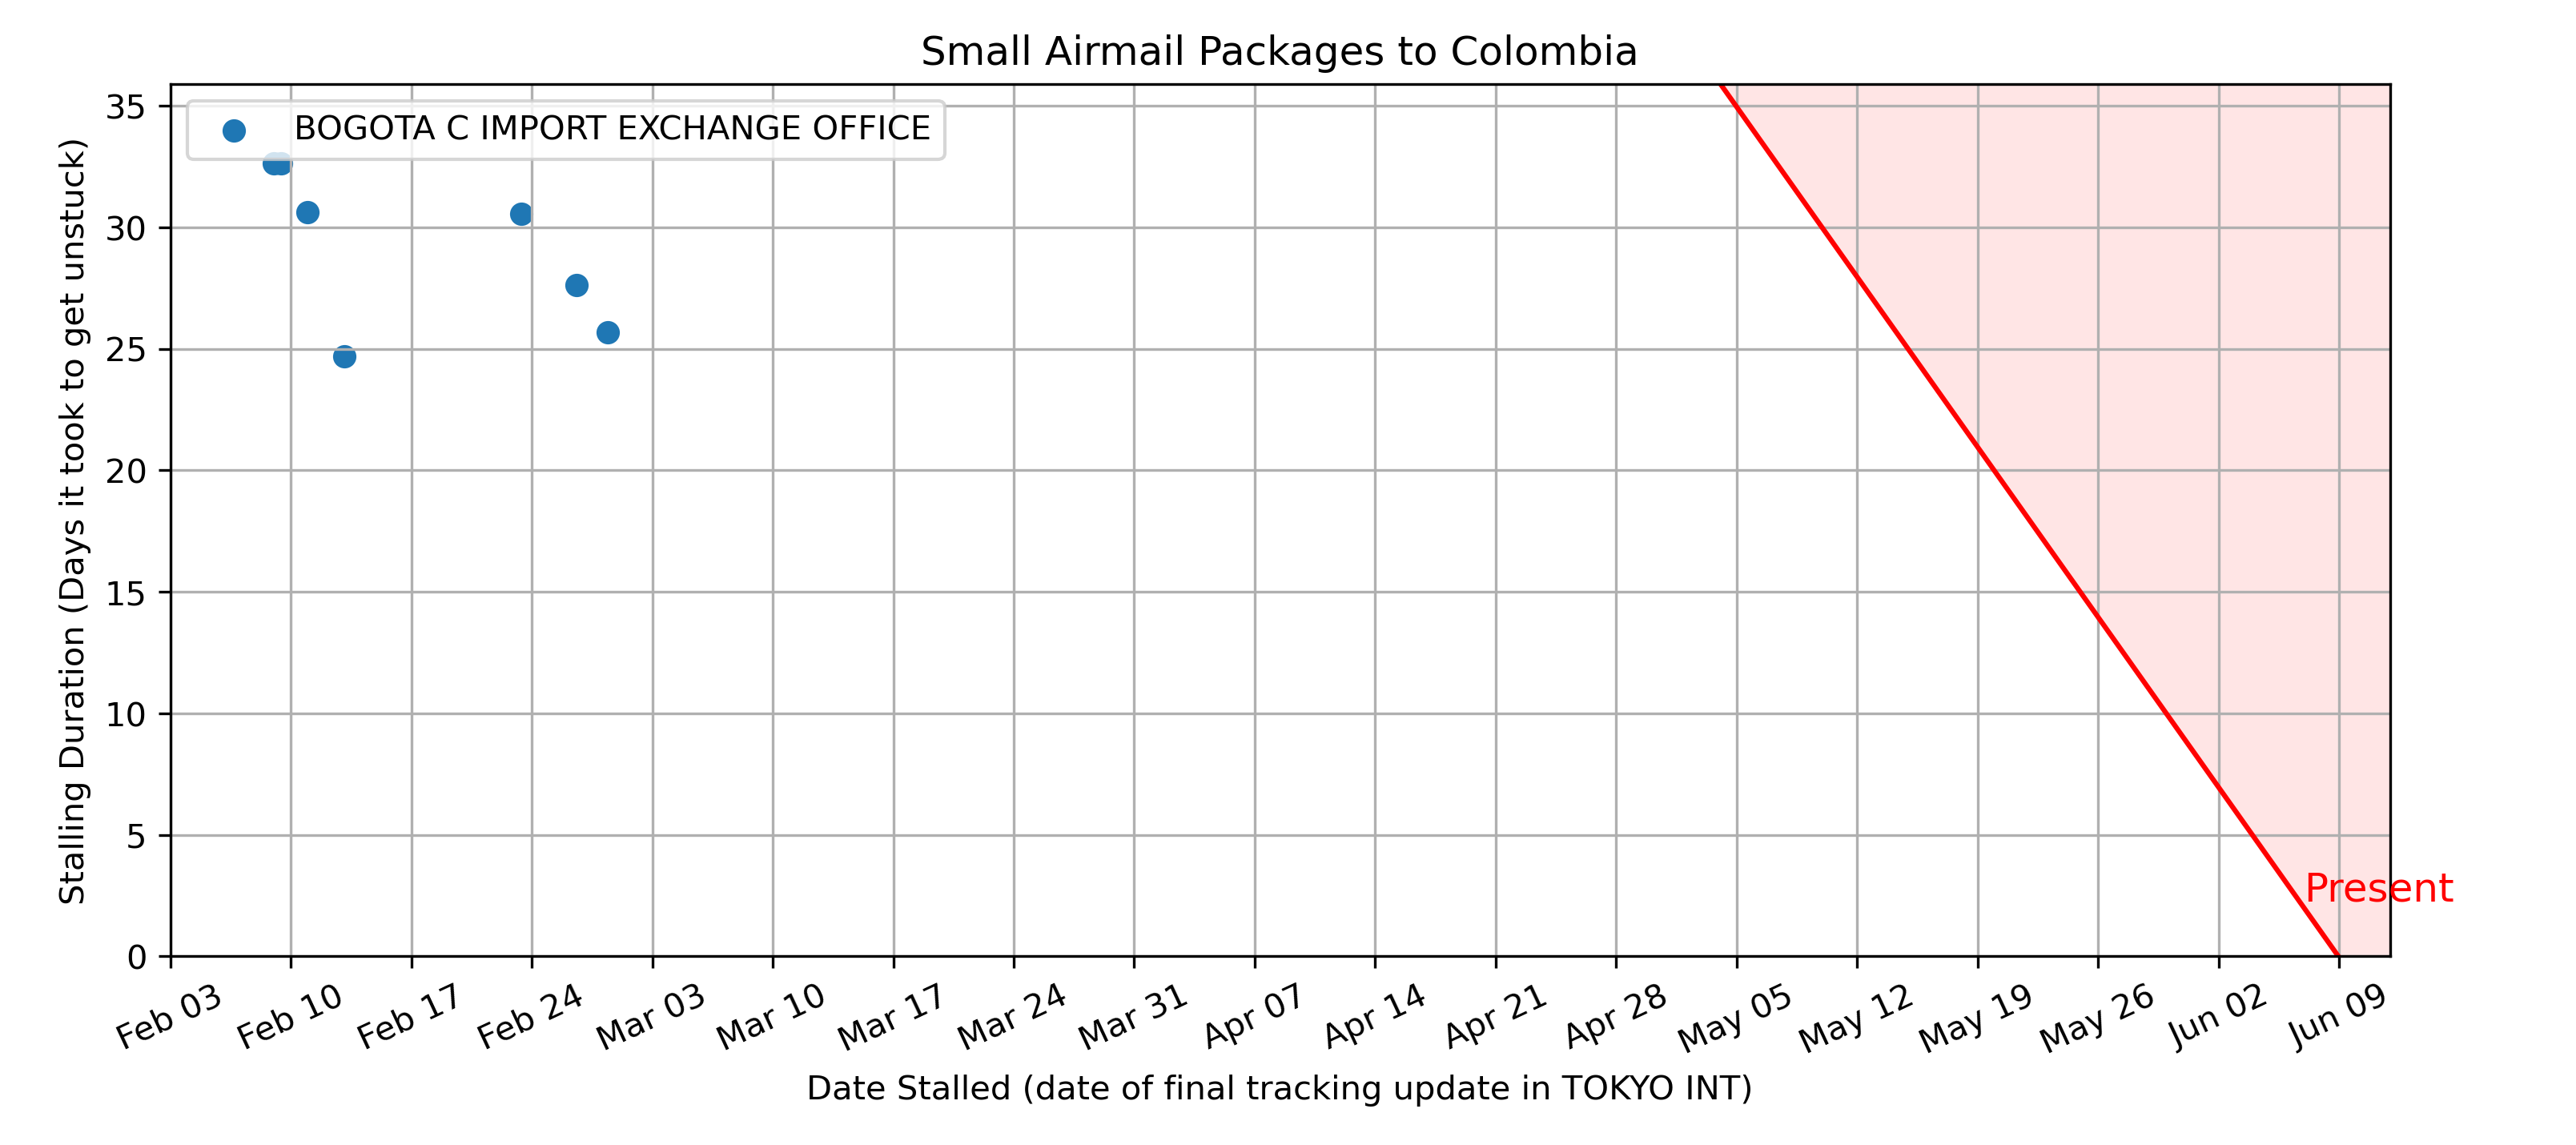 Small Airmail Packages to Colombia
BOGOTA C IMPORT EXCHANGE OFFICE
Stalling Duration (Days it took to get unstuck)
35
30
25
20
15
10
5
0
Present
Feb 03
Feb 10
Feb 17
Feb 24
Mar 03
Mar 10
Mar 17
Mar 24
Mar 31
Apr 07
Apr 14
Apr 21
Apr 28
May 05
May 12
May 19
May 26
Jun 02
Jun 09
Date Stalled (date of final tracking update in TOKYO INT)